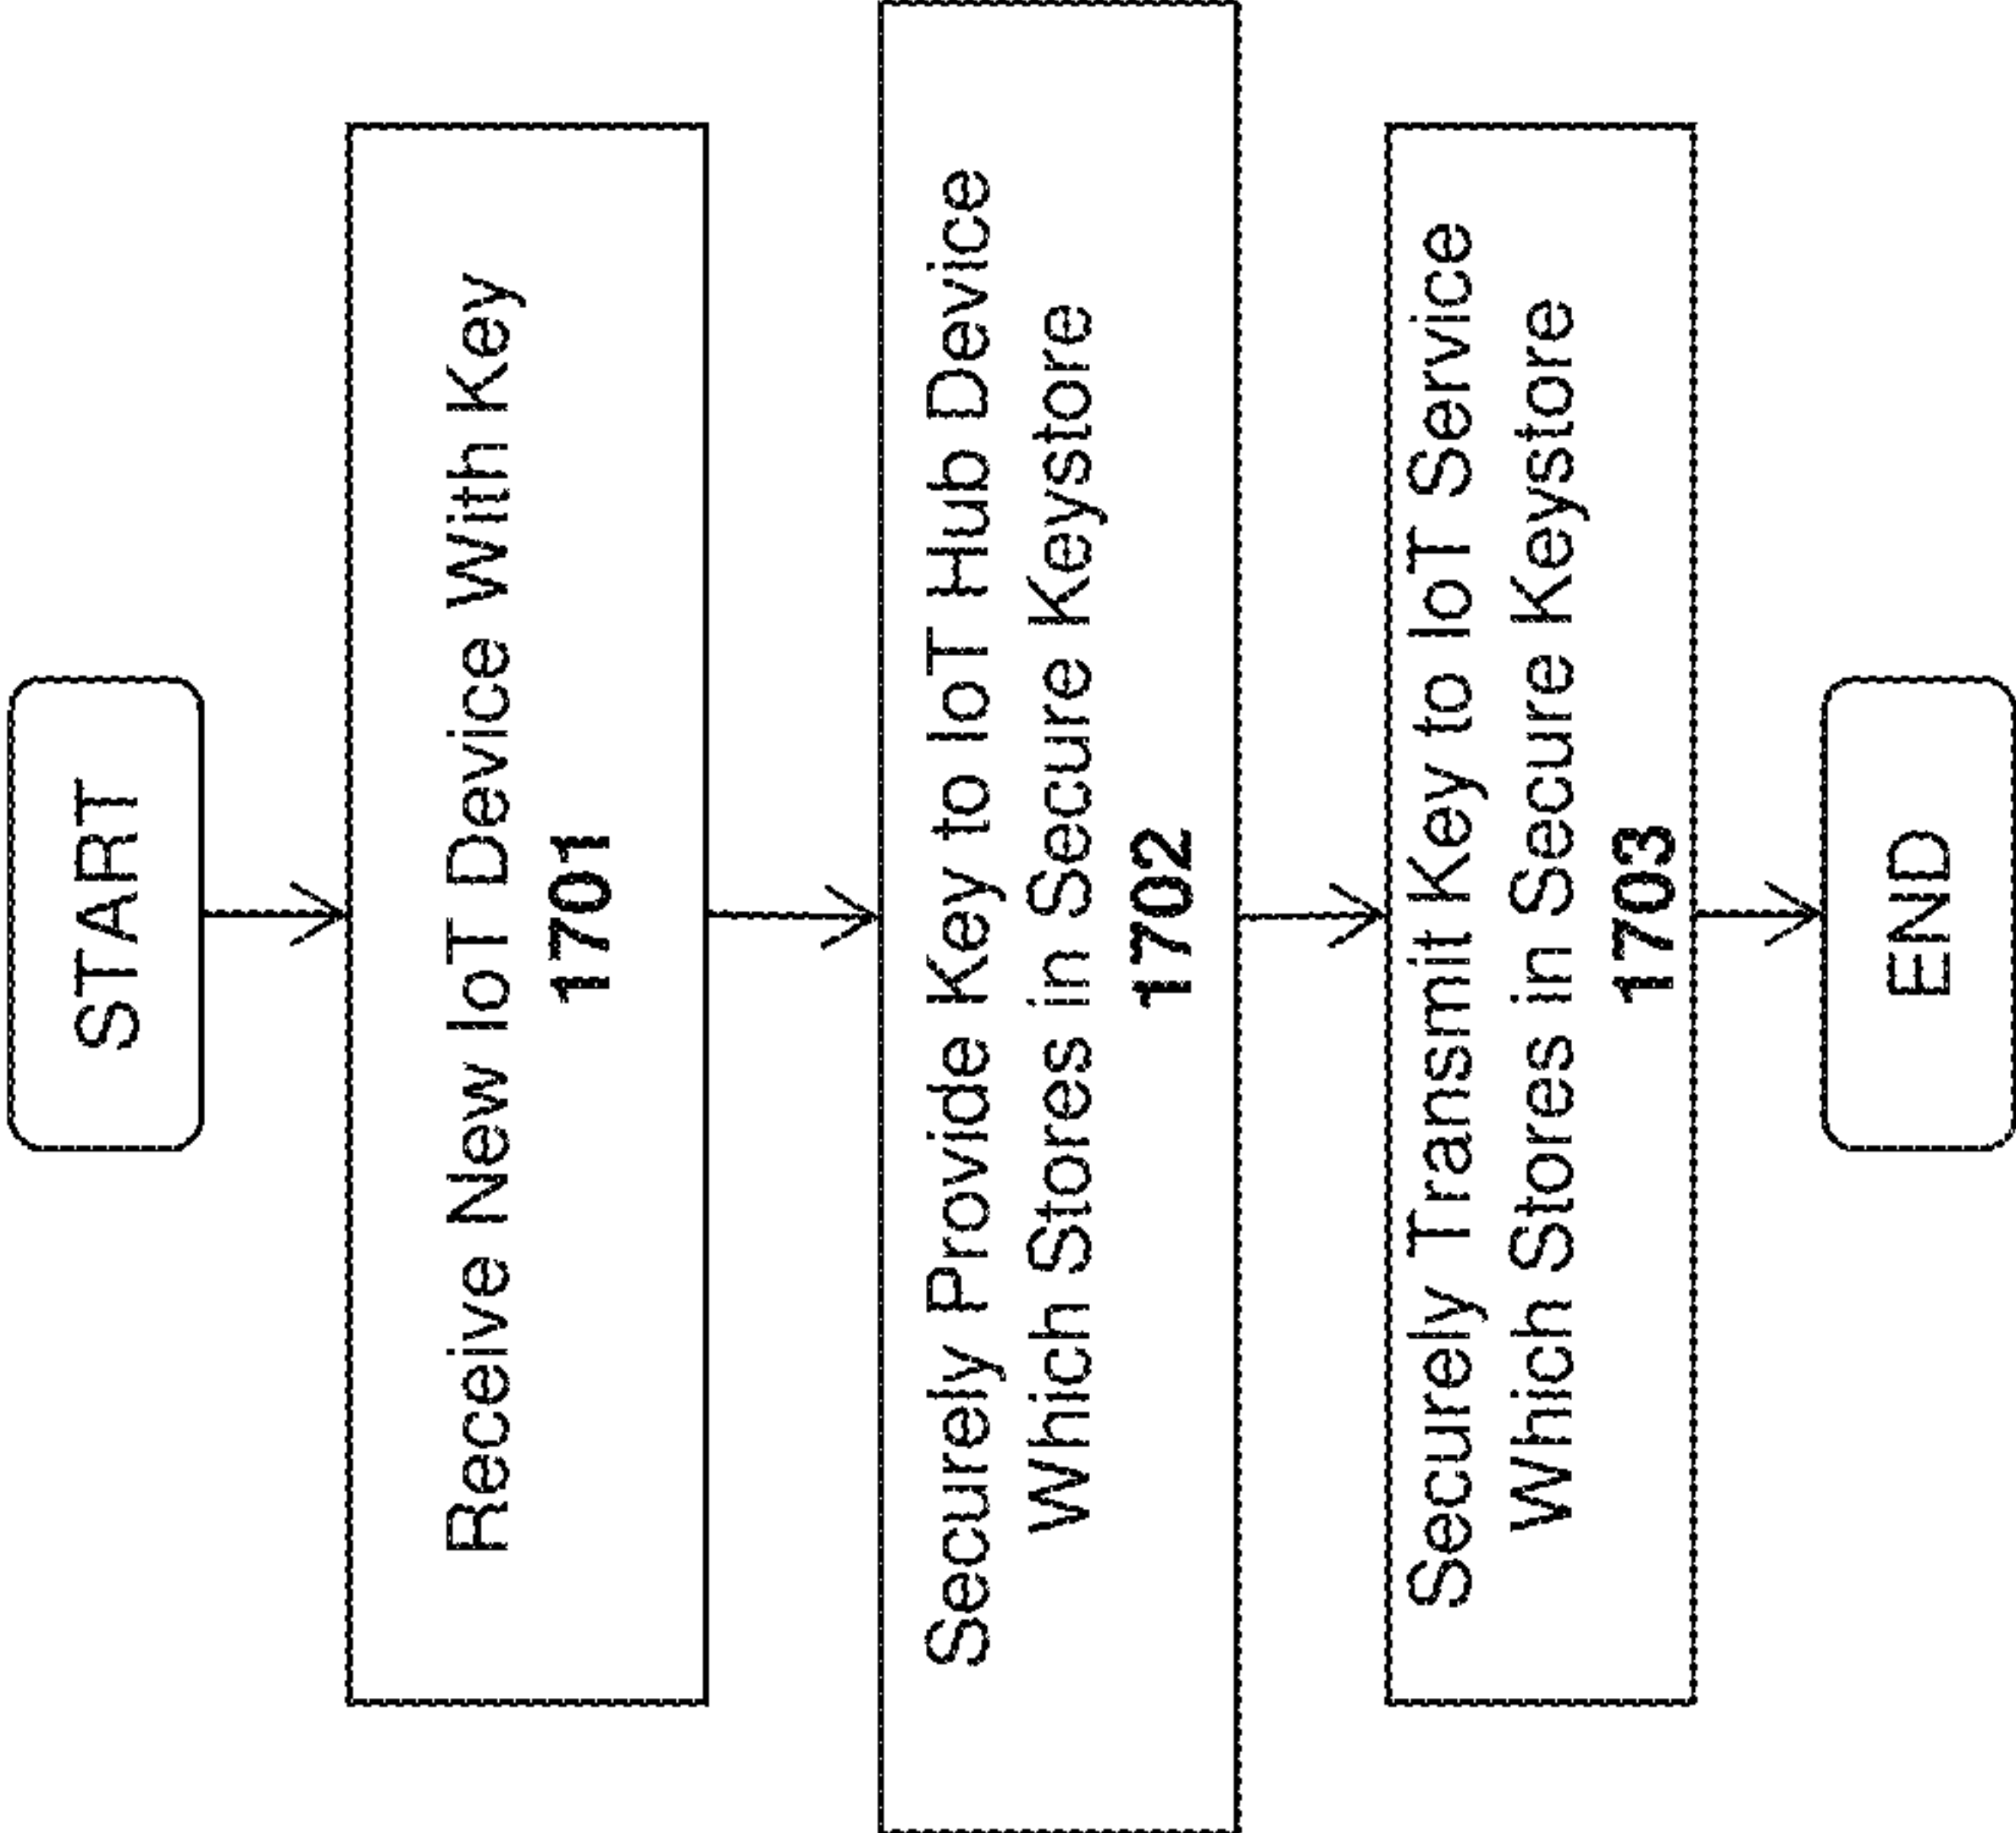 START
Receive New IoT Device With Key
1701
Securely Provide Key to IoT Hub Device
Which Stores in Secure Keystore
1702
Securely Transmit Key to IoT Service
Which Stores in Secure Keystore
1703
END